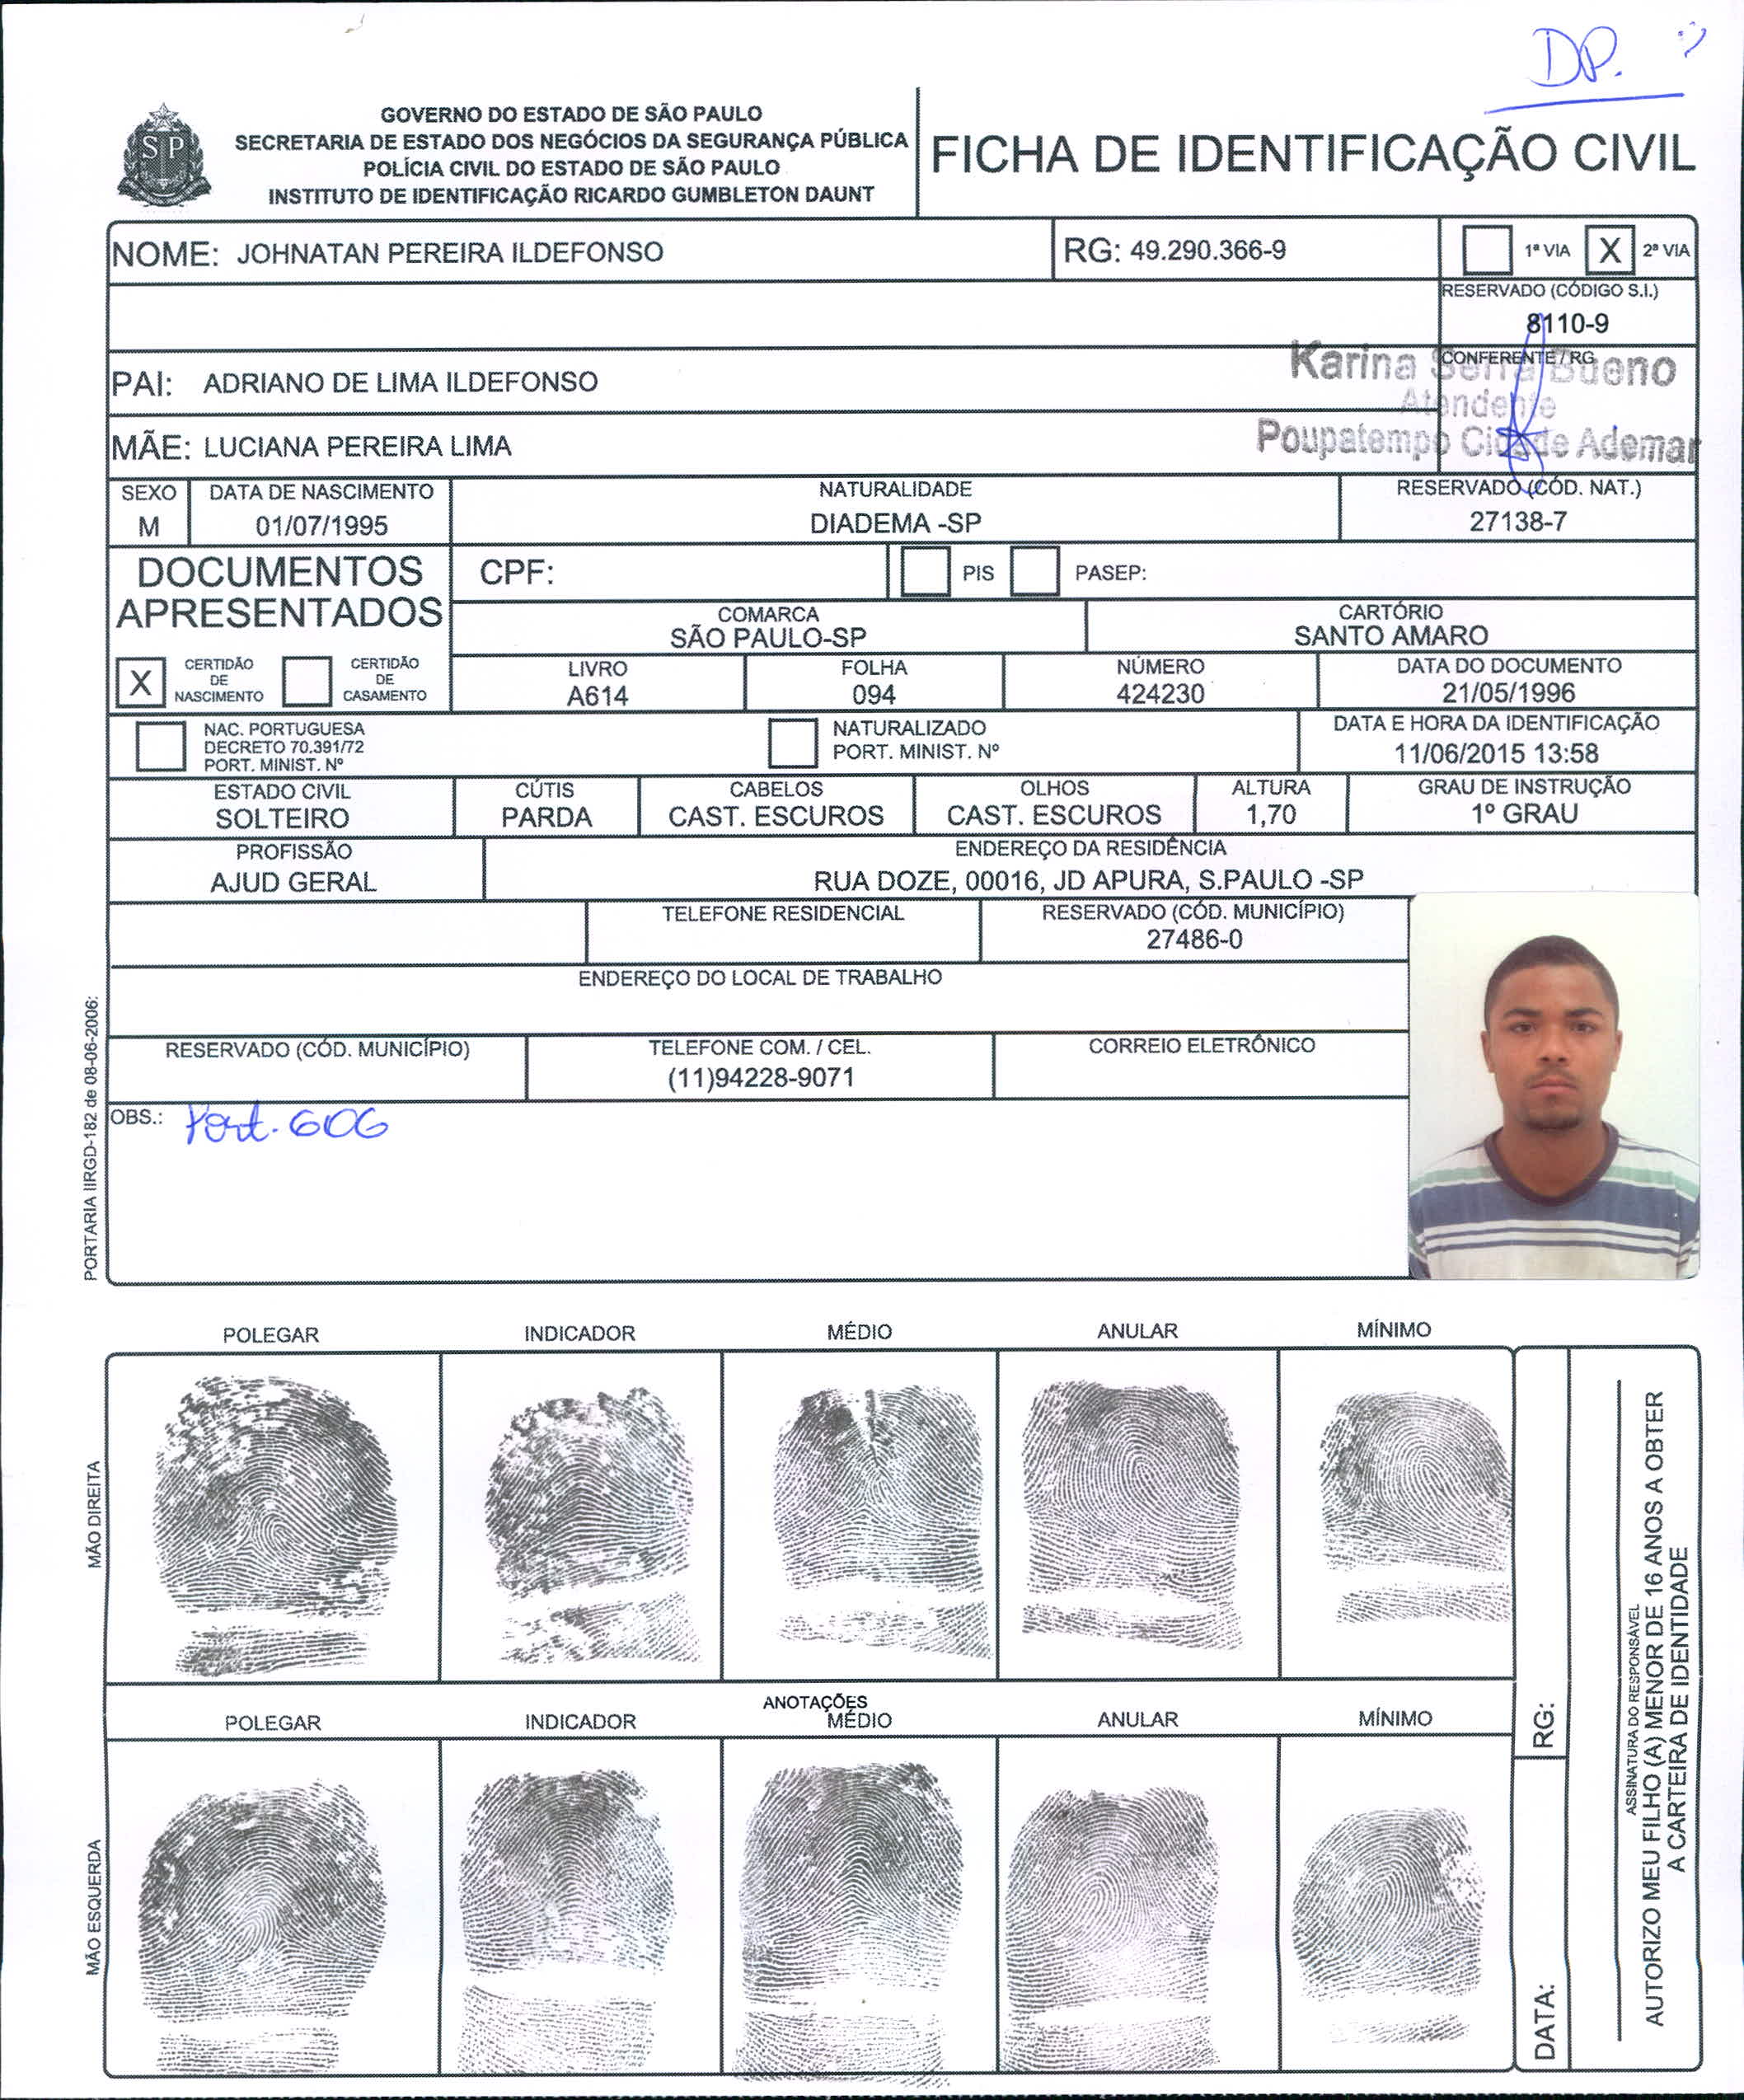 DP.
GOVERNO DO ESTADO DE SÃO PAULO
SECRETARIA DE ESTADO DOS NEGÓCIOS DA SEGURANÇA PÚBLICA
POLÍCIA CIVIL DO ESTADO DE SÃO PAULO
INSTITUTO DE IDENTIFICAÇÃO RICARDO GUMBLETON DAUNT
SP
FICHA DE IDENTIFICAÇÃO CIVIL
NOME: JOHNATAN PEREIRA ILDEFONSO RG: 49.290.366-9 1ª VIA X 2ª VIA
RESERVADO (CÓDIGO S.I.)
8110-9
CONFERENTE / RG
Karina Serra Bueno
Atendente
Poupatempo Cidade Ademar
PAI: ADRIANO DE LIMA ILDEFONSO
MÃE: LUCIANA PEREIRA LIMA
SEXO DATA DE NASCIMENTO NATURALIDADE RESERVADO (CÓD. NAT.)
M 01/07/1995 DIADEMA -SP 27138-7
DOCUMENTOS
APRESENTADOS
CPF: PIS PASEP:
COMARCA CARTÓRIO
SÃO PAULO-SP SANTO AMARO
X CERTIDÃO DE NASCIMENTO CERTIDÃO DE CASAMENTO
LIVRO FOLHA NÚMERO DATA DO DOCUMENTO
A614 094 424230 21/05/1996
NAC. PORTUGUESA
DECRETO 70.391/72
PORT. MINIST. Nº
NATURALIZADO
PORT. MINIST. Nº
DATA E HORA DA IDENTIFICAÇÃO
11/06/2015 13:58
ESTADO CIVIL CÚTIS CABELOS OLHOS ALTURA GRAU DE INSTRUÇÃO
SOLTEIRO PARDA CAST. ESCUROS CAST. ESCUROS 1,70 1º GRAU
PROFISSÃO ENDEREÇO DA RESIDÊNCIA
AJUD GERAL RUA DOZE, 00016, JD APURA, S.PAULO -SP
TELEFONE RESIDENCIAL RESERVADO (CÓD. MUNICÍPIO)
27486-0
ENDEREÇO DO LOCAL DE TRABALHO
RESERVADO (CÓD. MUNICÍPIO) TELEFONE COM. / CEL. CORREIO ELETRÔNICO
(11)94228-9071
OBS.: Port. 606
PORTARIA IIRGD-182 de 08-06-2006:
POLEGAR INDICADOR MÉDIO ANULAR MÍNIMO
MÃO DIREITA
ANOTAÇÕES
POLEGAR INDICADOR MÉDIO ANULAR MÍNIMO
MÃO ESQUERDA
RG:
DATA:
ASSINATURA DO RESPONSÁVEL
AUTORIZO MEU FILHO (A) MENOR DE 16 ANOS A OBTER
A CARTEIRA DE IDENTIDADE